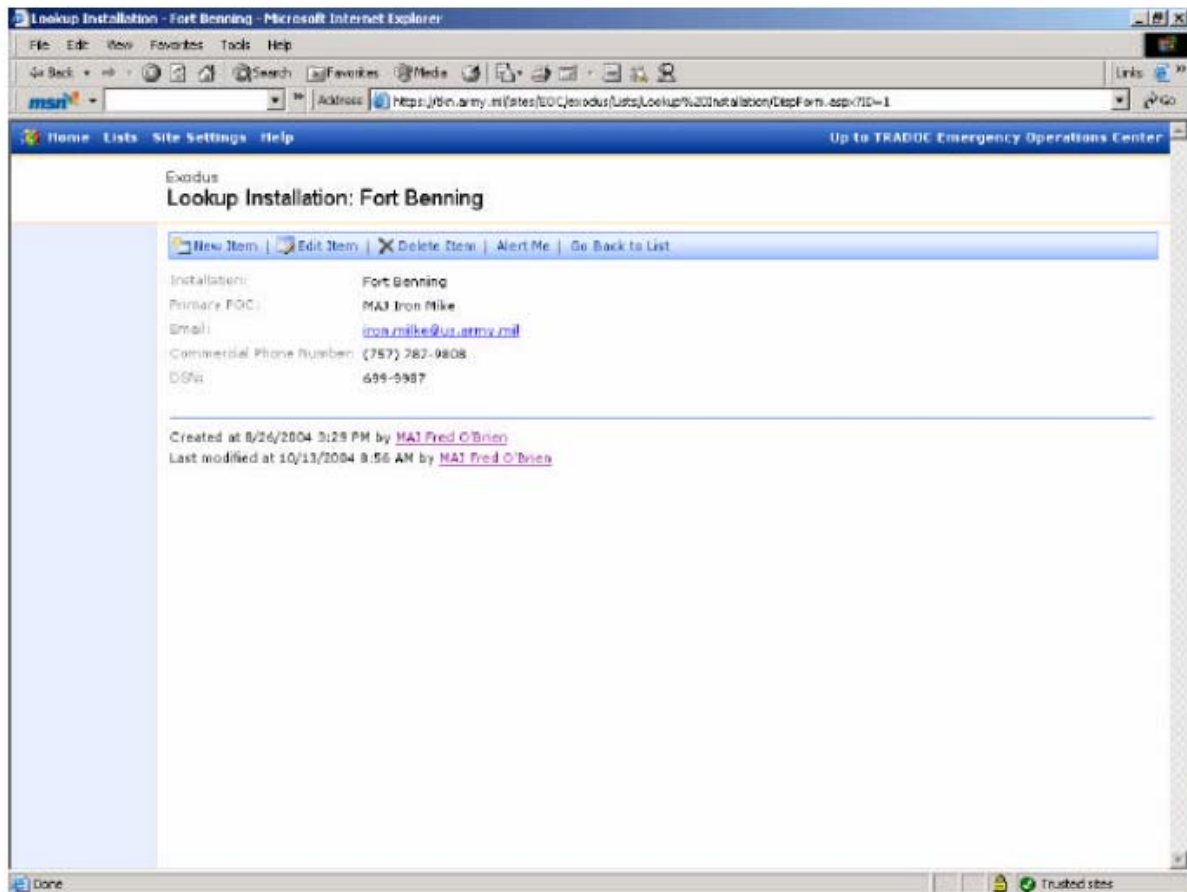 Lookup Installation - Fort Benning - Microsoft Internet Explorer
File Edit View Favorites Tools Help
Back Search Favorites Media Links
msn Address https://bkn.army.mil/sites/EOC/exodus/Lists/Lookup%20Installation/DispForm.aspx?ID=1 Go
Home Lists Site Settings Help Up to TRADOC Emergency Operations Center
Exodus
Lookup Installation: Fort Benning
New Item | Edit Item | Delete Item | Alert Me | Go Back to List
Installation: Fort Benning
Primary POC: MAJ Iron Mike
Email: iron.milke@us.army.mil
Commercial Phone Number: (757) 787-9808
DSN: 699-9987
Created at 8/26/2004 3:29 PM by MAJ Fred O'Brien
Last modified at 10/13/2004 8:56 AM by MAJ Fred O'Brien
Done Trusted sites